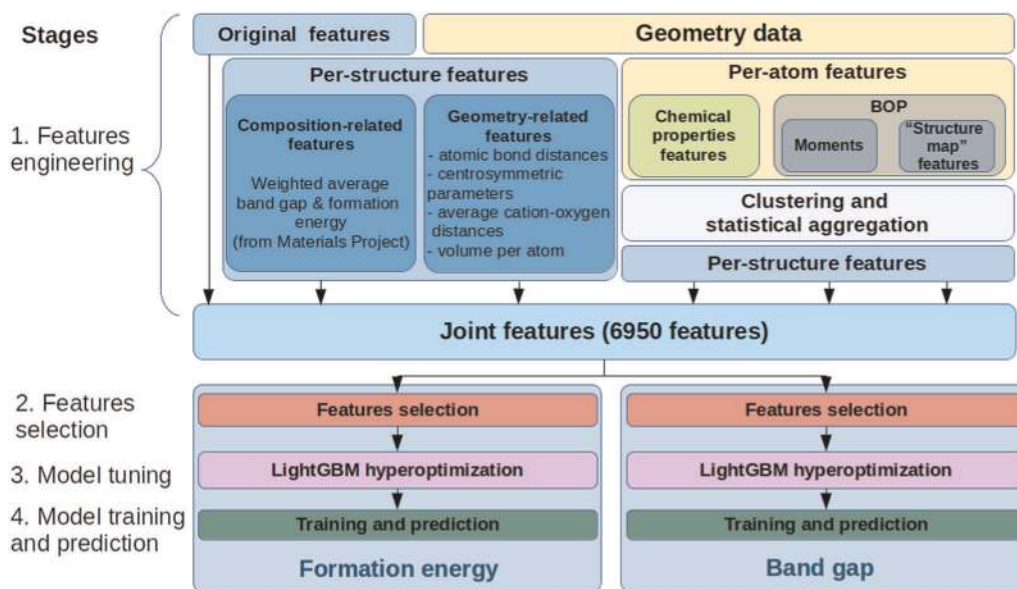 Stages
Original features
Geometry data
1. Features
engineering
Per-structure features
Composition-related
features
Weighted average
band gap & formation
energy
(from Materials Project)
Geometry-related
features
- atomic bond distances
- centrosymmetric
parameters
- average cation-oxygen
distances
- volume per atom
Per-atom features
Chemical
properties
features
BOP
Moments
“Structure
map”
features
Clustering and
statistical aggregation
Per-structure features
Joint features (6950 features)
2. Features
selection
Features selection
Features selection
3. Model tuning
LightGBM hyperoptimization
LightGBM hyperoptimization
4. Model training
and prediction
Training and prediction
Training and prediction
Formation energy
Band gap